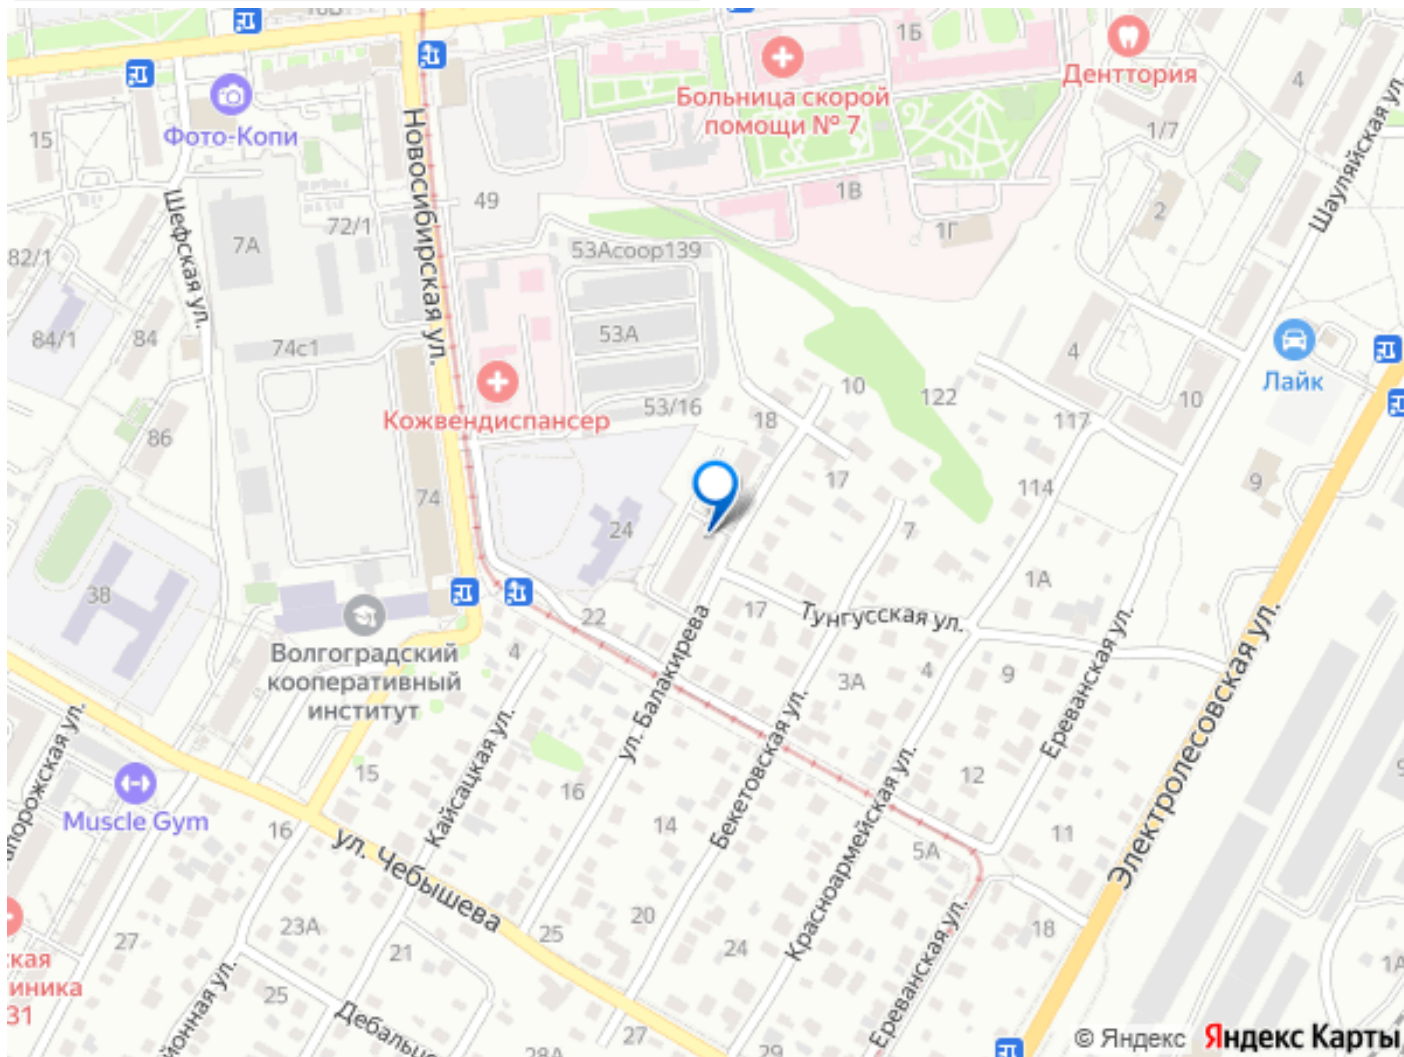 1Б
Денттория
4
Фото-Копи
15
Больница скорой
помощи № 7
1/7
Новосибирская ул.
Шауляйская ул.
Шефская ул.
49
1В
2
72/1
7А
1Г
53Асоор139
82/1
84/1
84
74с1
53А
4
Лайк
Кожвендиспансер
53/16
10
122
18
117
10
86
17
114
9
74
24
7
38
1А
22
17
Тунгусская ул.
Волгоградский
кооперативный
институт
4
ул. Балакирева
3А
4
9
Ереванская ул.
Электролесовская ул.
Кайсацкая ул.
15
16
Бекетовская ул.
12
Muscle Gym
16
ул. Чебышева
14
Красноармейская ул.
5А
11
23А
27
21
25
20
24
Ереванская ул.
18
31
25
27
28А
29
1А
© Яндекс
Яндекс Карты